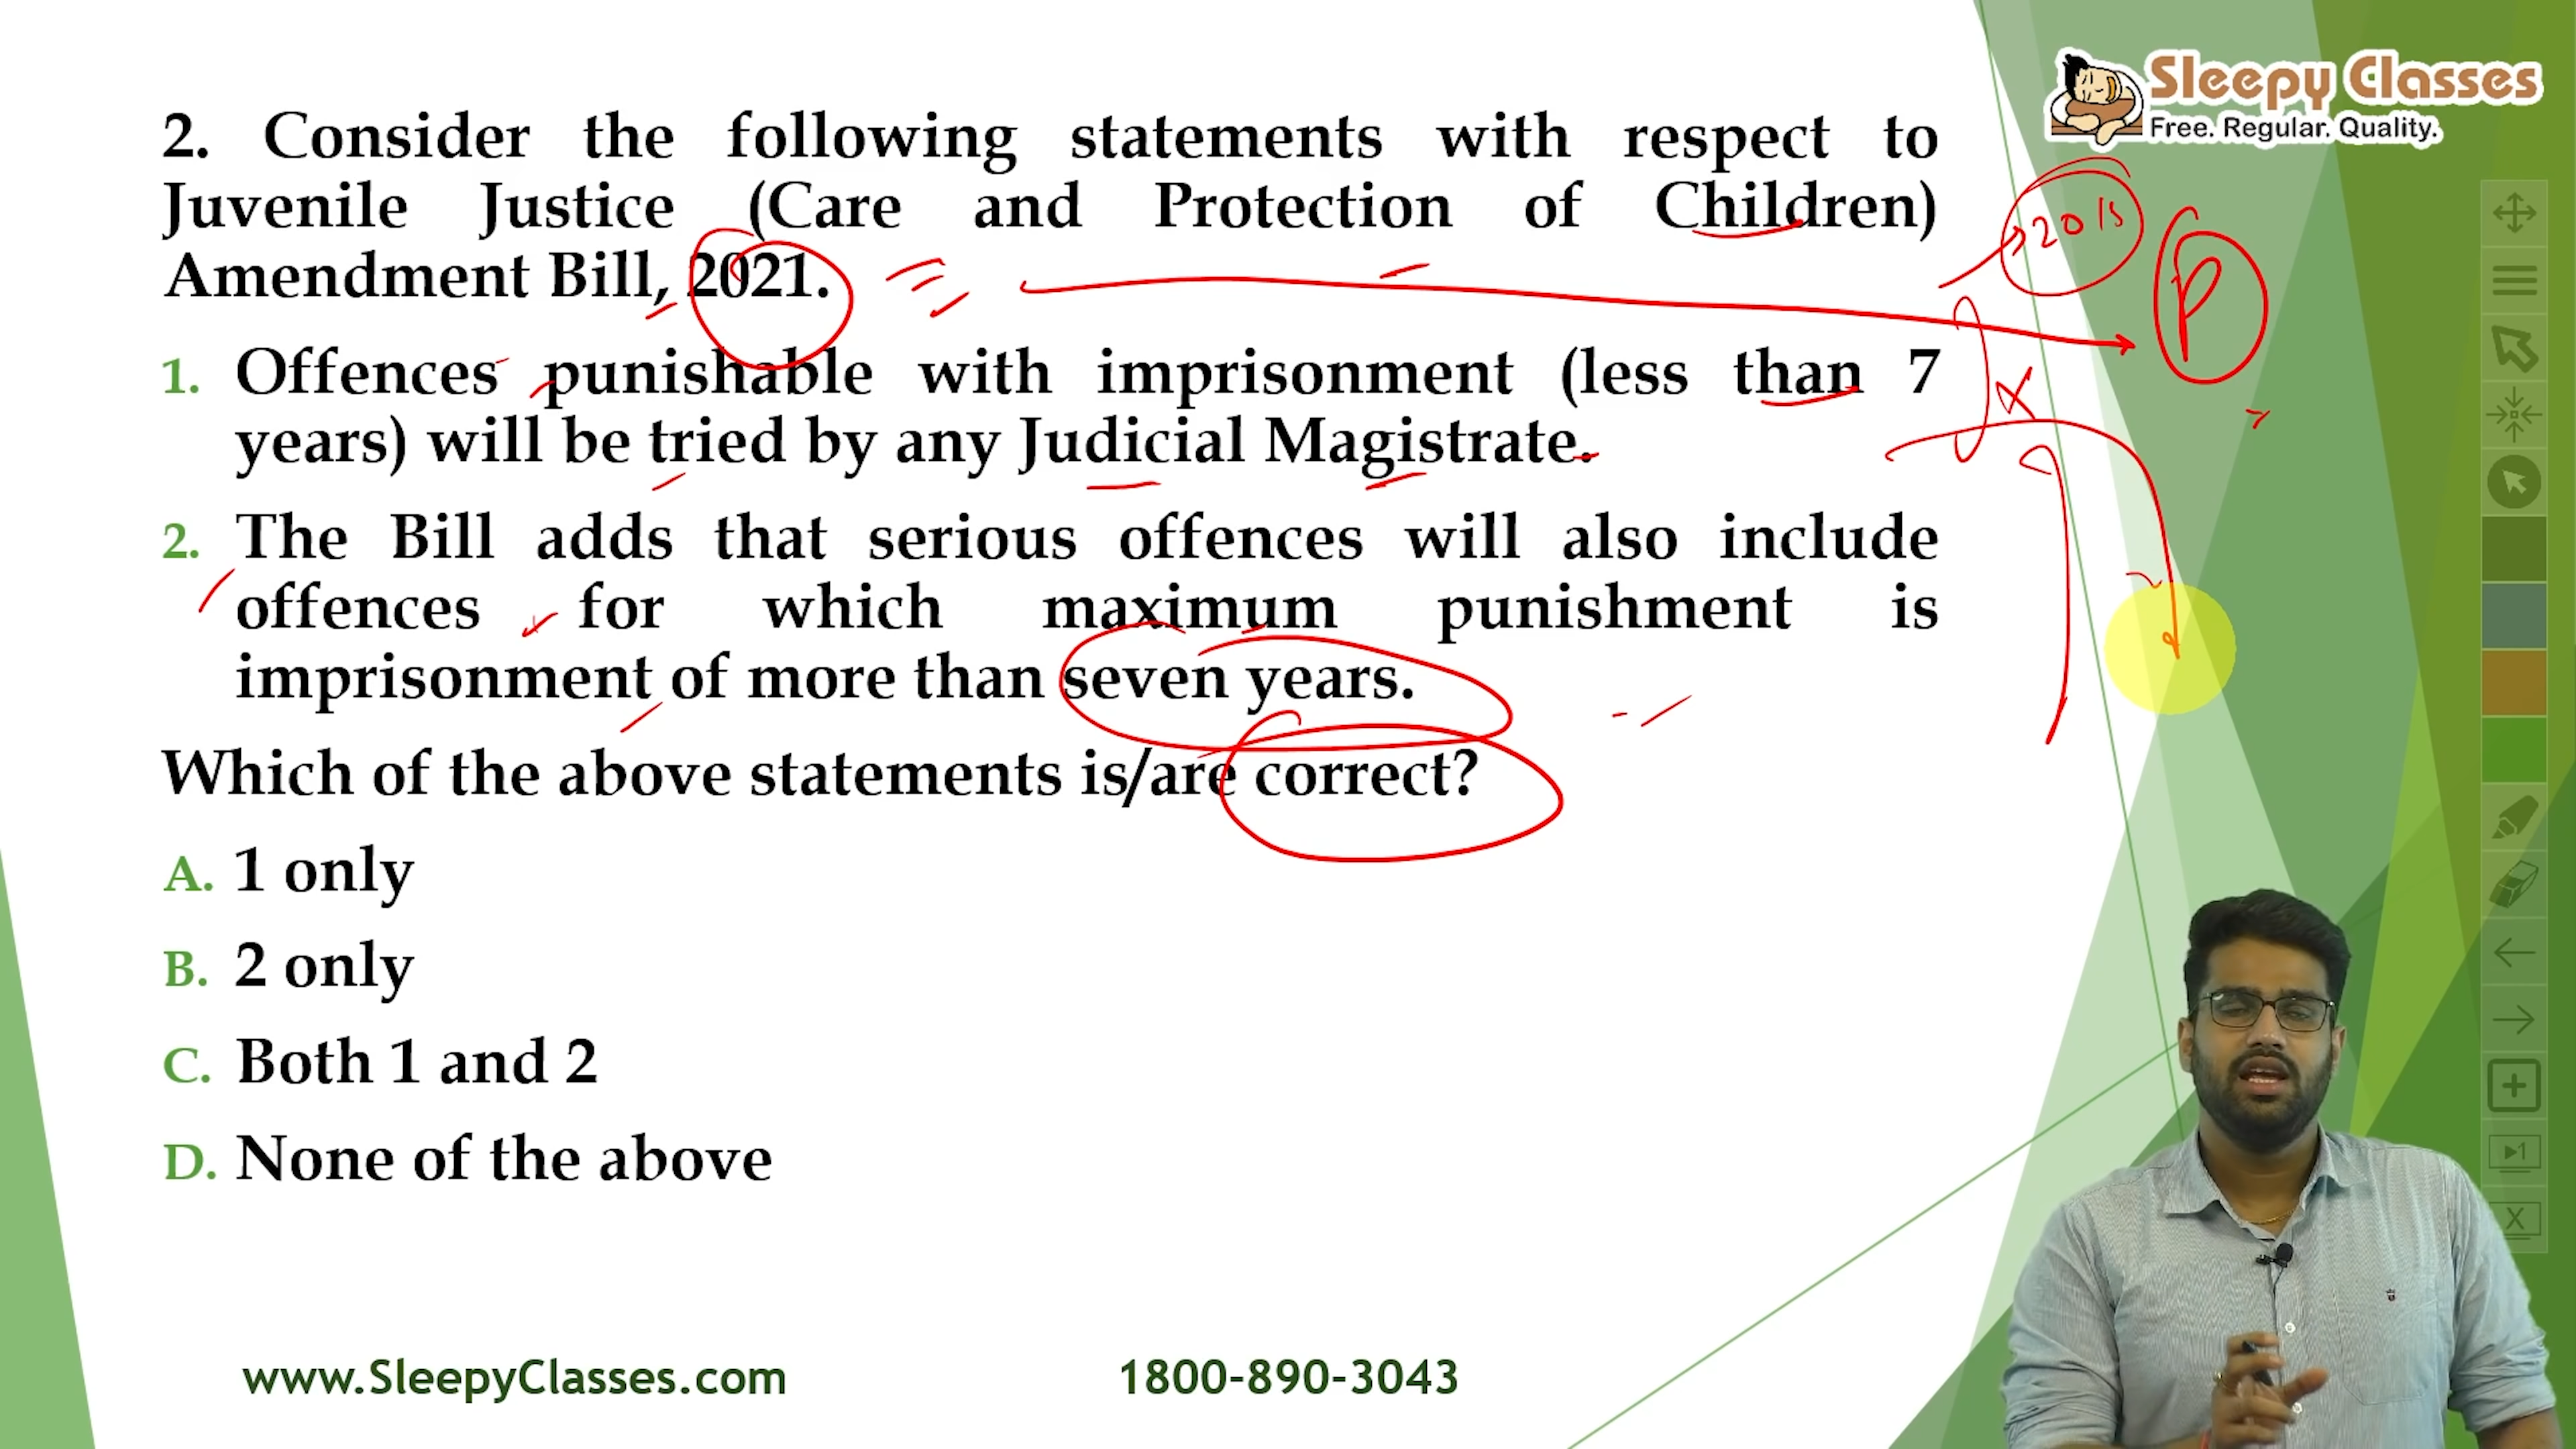 Sleepy Classes
Free. Regular. Quality.
2. Consider the following statements with respect to
Juvenile Justice (Care and Protection of Children)
Amendment Bill, 2021.
2015
P
1. Offences punishable with imprisonment (less than 7
years) will be tried by any Judicial Magistrate.
2. The Bill adds that serious offences will also include
offences for which maximum punishment is
imprisonment of more than seven years.
Which of the above statements is/are correct?
A. 1 only
B. 2 only
C. Both 1 and 2
D. None of the above
www.SleepyClasses.com
1800-890-3043